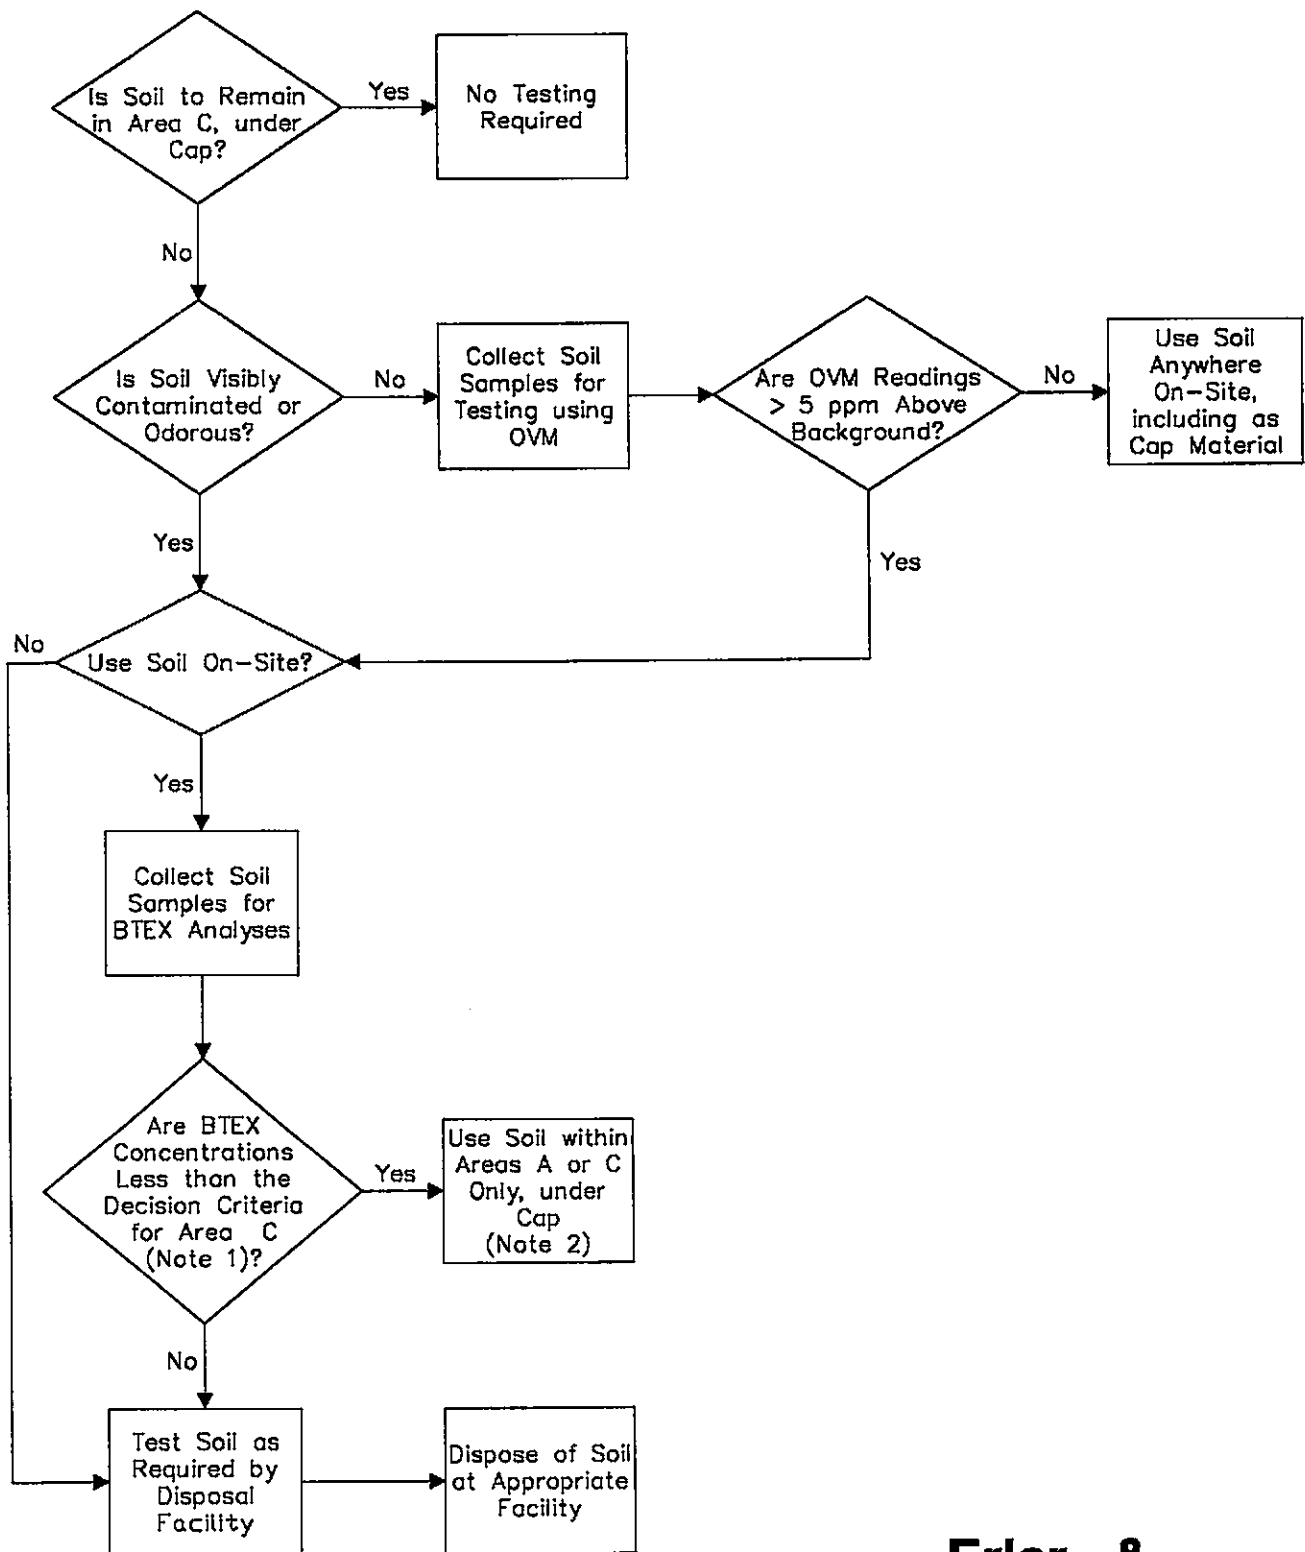 Is Soil to Remain
in Area C, under
Cap?
Yes
No Testing
Required
No
Is Soil Visibly
Contaminated or
Odorous?
No
Collect Soil
Samples for
Testing using
OVM
Are OVM Readings
> 5 ppm Above
Background?
No
Use Soil
Anywhere
On-Site,
including as
Cap Material
Yes
Yes
No
Use Soil On-Site?
Yes
Collect Soil
Samples for
BTEX Analyses
Are BTEX
Concentrations
Less than the
Decision Criteria
for Area C
(Note 1)?
Yes
Use Soil within
Areas A or C
Only, under
Cap
(Note 2)
No
Test Soil as
Required by
Disposal
Facility
Dispose of Soil
at Appropriate
Facility